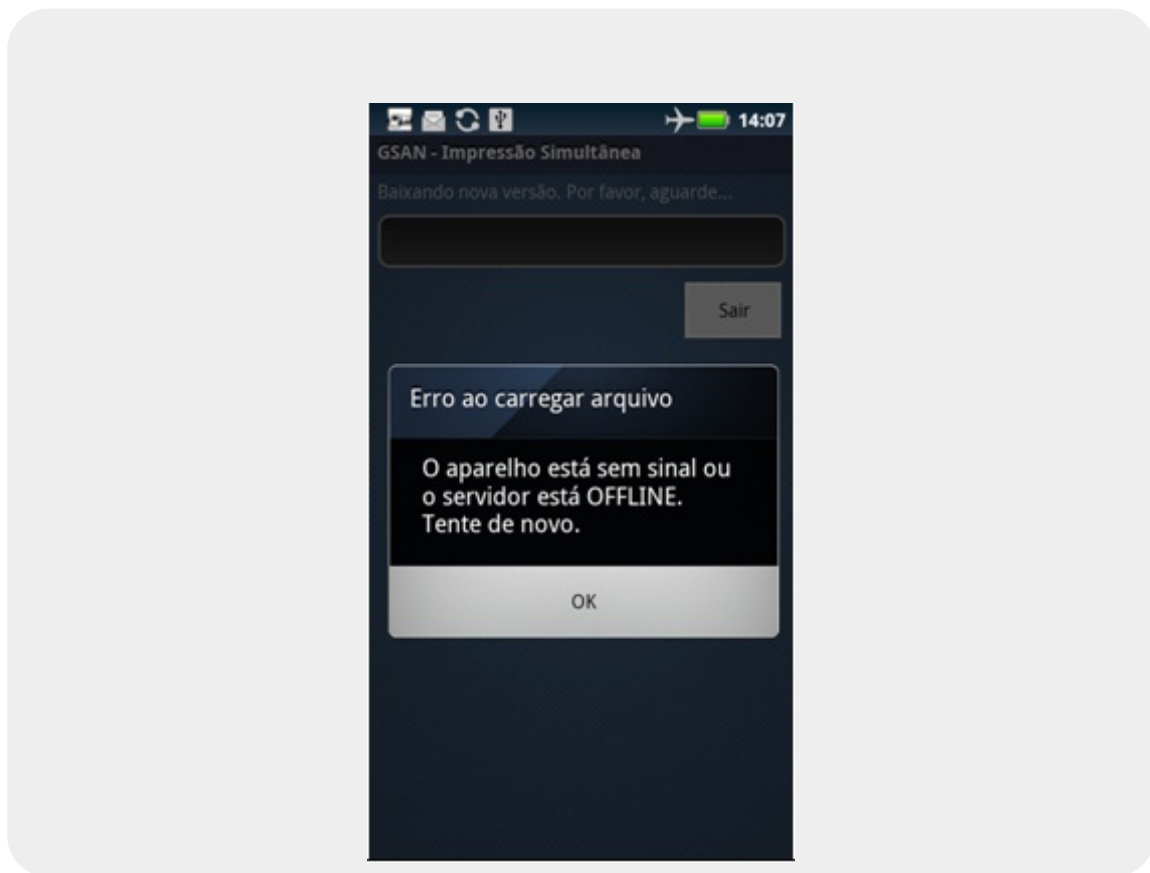 14:07
GSAN - Impressão Simultânea
Baixando nova versão. Por favor, aguarde...
Sair
Erro ao carregar arquivo
O aparelho está sem sinal ou
o servidor está OFFLINE.
Tente de novo.
OK